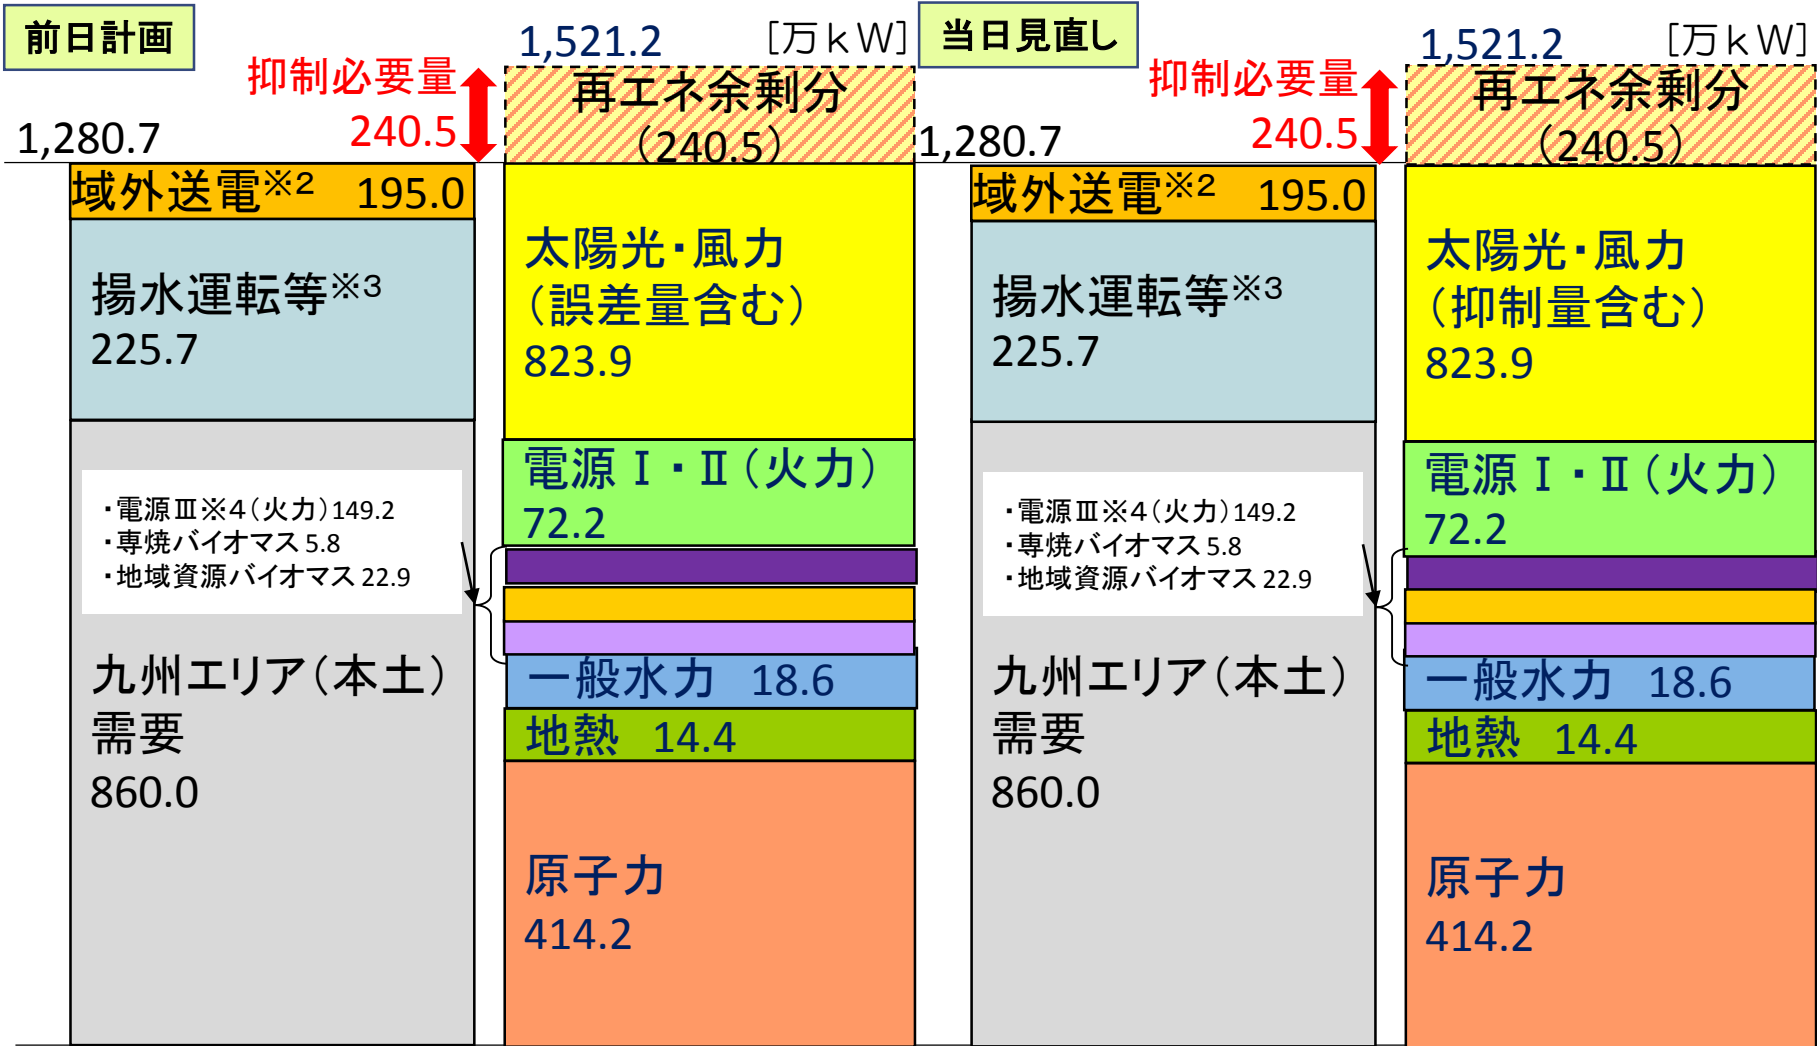 前日計画
1,521.2 [万kW]
抑制必要量
240.5
再エネ余剰分
(240.5)
1,280.7
域外送電※2 195.0
揚水運転等※3
225.7
・電源Ⅲ※4(火力)149.2
・専焼バイオマス 5.8
・地域資源バイオマス 22.9
九州エリア(本土)
需要
860.0
太陽光・風力
(誤差量含む)
823.9
電源Ⅰ・Ⅱ(火力)
72.2
一般水力 18.6
地熱 14.4
原子力
414.2
当日見直し
1,521.2 [万kW]
抑制必要量
240.5
再エネ余剰分
(240.5)
1,280.7
域外送電※2 195.0
揚水運転等※3
225.7
・電源Ⅲ※4(火力)149.2
・専焼バイオマス 5.8
・地域資源バイオマス 22.9
九州エリア(本土)
需要
860.0
太陽光・風力
(抑制量含む)
823.9
電源Ⅰ・Ⅱ(火力)
72.2
一般水力 18.6
地熱 14.4
原子力
414.2